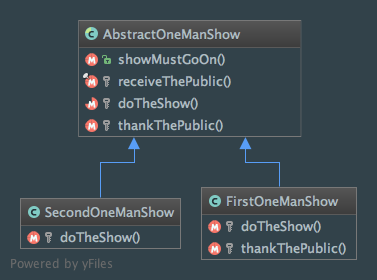 AbstractOneManShow
showMustGoOn()
receiveThePublic()
doTheShow()
thankThePublic()
SecondOneManShow
doTheShow()
FirstOneManShow
doTheShow()
thankThePublic()
Powered by yFiles